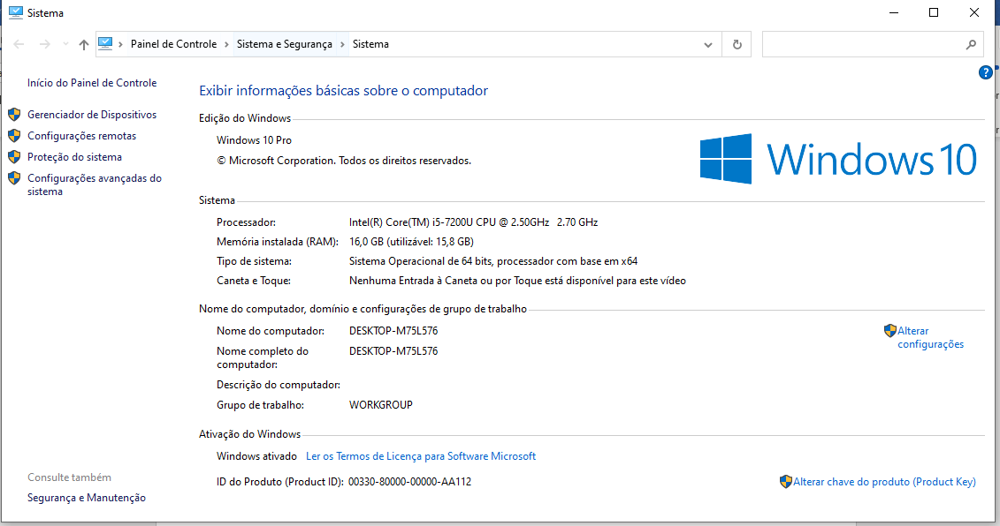 Sistema
Painel de Controle > Sistema e Segurança > Sistema
Início do Painel de Controle
Gerenciador de Dispositivos
Configurações remotas
Proteção do sistema
Configurações avançadas do
sistema
Exibir informações básicas sobre o computador
Edição do Windows
Windows 10 Pro
© Microsoft Corporation. Todos os direitos reservados.
Windows 10
Sistema
Processador: Intel(R) Core(TM) i5-7200U CPU @ 2.50GHz 2.70 GHz
Memória instalada (RAM): 16,0 GB (utilizável: 15,8 GB)
Tipo de sistema: Sistema Operacional de 64 bits, processador com base em x64
Caneta e Toque: Nenhuma Entrada à Caneta ou por Toque está disponível para este vídeo
Nome do computador, domínio e configurações de grupo de trabalho
Nome do computador: DESKTOP-M75L576
Alterar
configurações
Nome completo do
computador:
DESKTOP-M75L576
Descrição do computador:
Grupo de trabalho: WORKGROUP
Ativação do Windows
Windows ativado Ler os Termos de Licença para Software Microsoft
ID do Produto (Product ID): 00330-80000-00000-AA112
Alterar chave do produto (Product Key)
Consulte também
Segurança e Manutenção